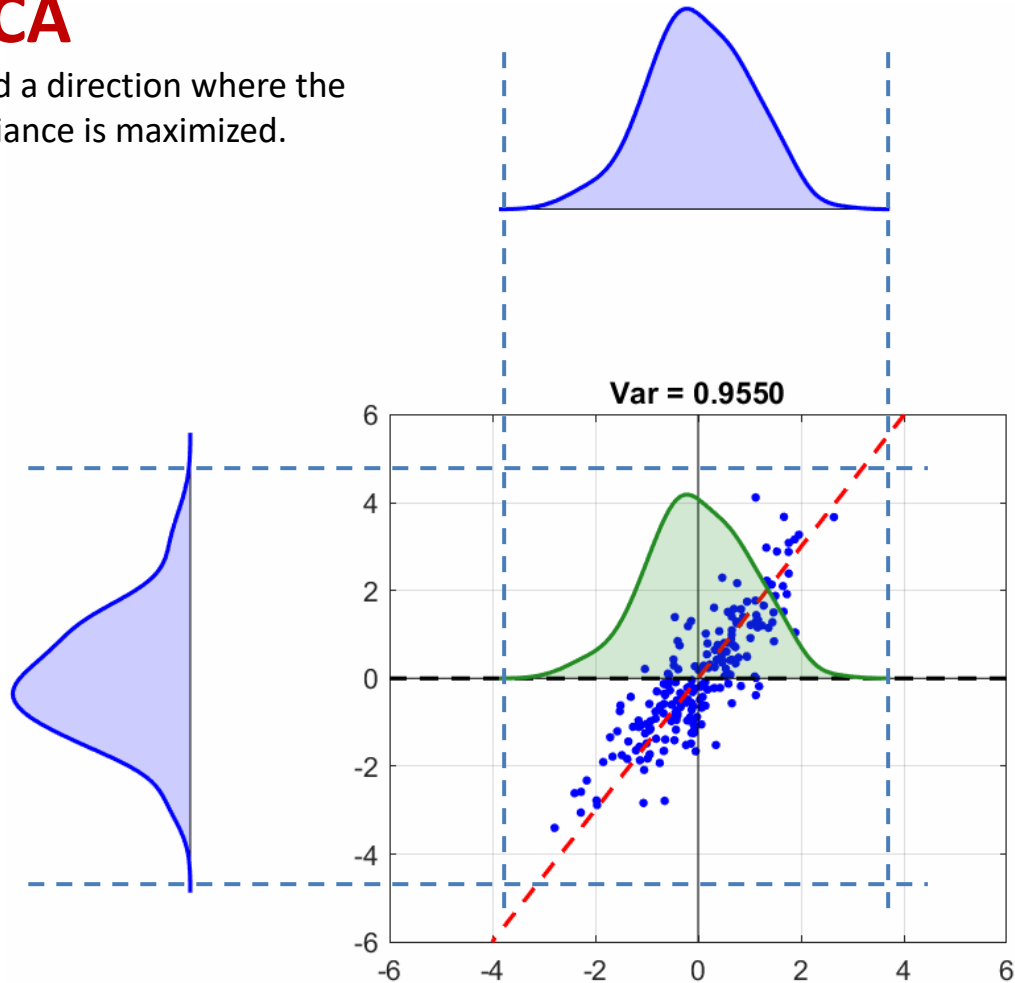 CA
d a direction where the
iance is maximized.
Var = 0.9550
6
4
2
0
-2
-4
-6
-6 -4 -2 0 2 4 6